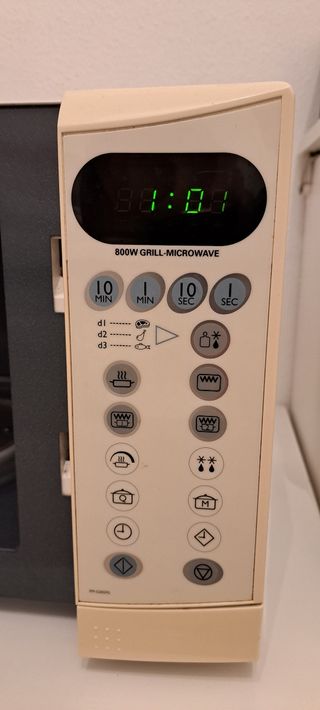 1:01
800W GRILL-MICROWAVE
10 MIN 1 MIN 10 SEC 1 SEC
d1
d2
d3
M